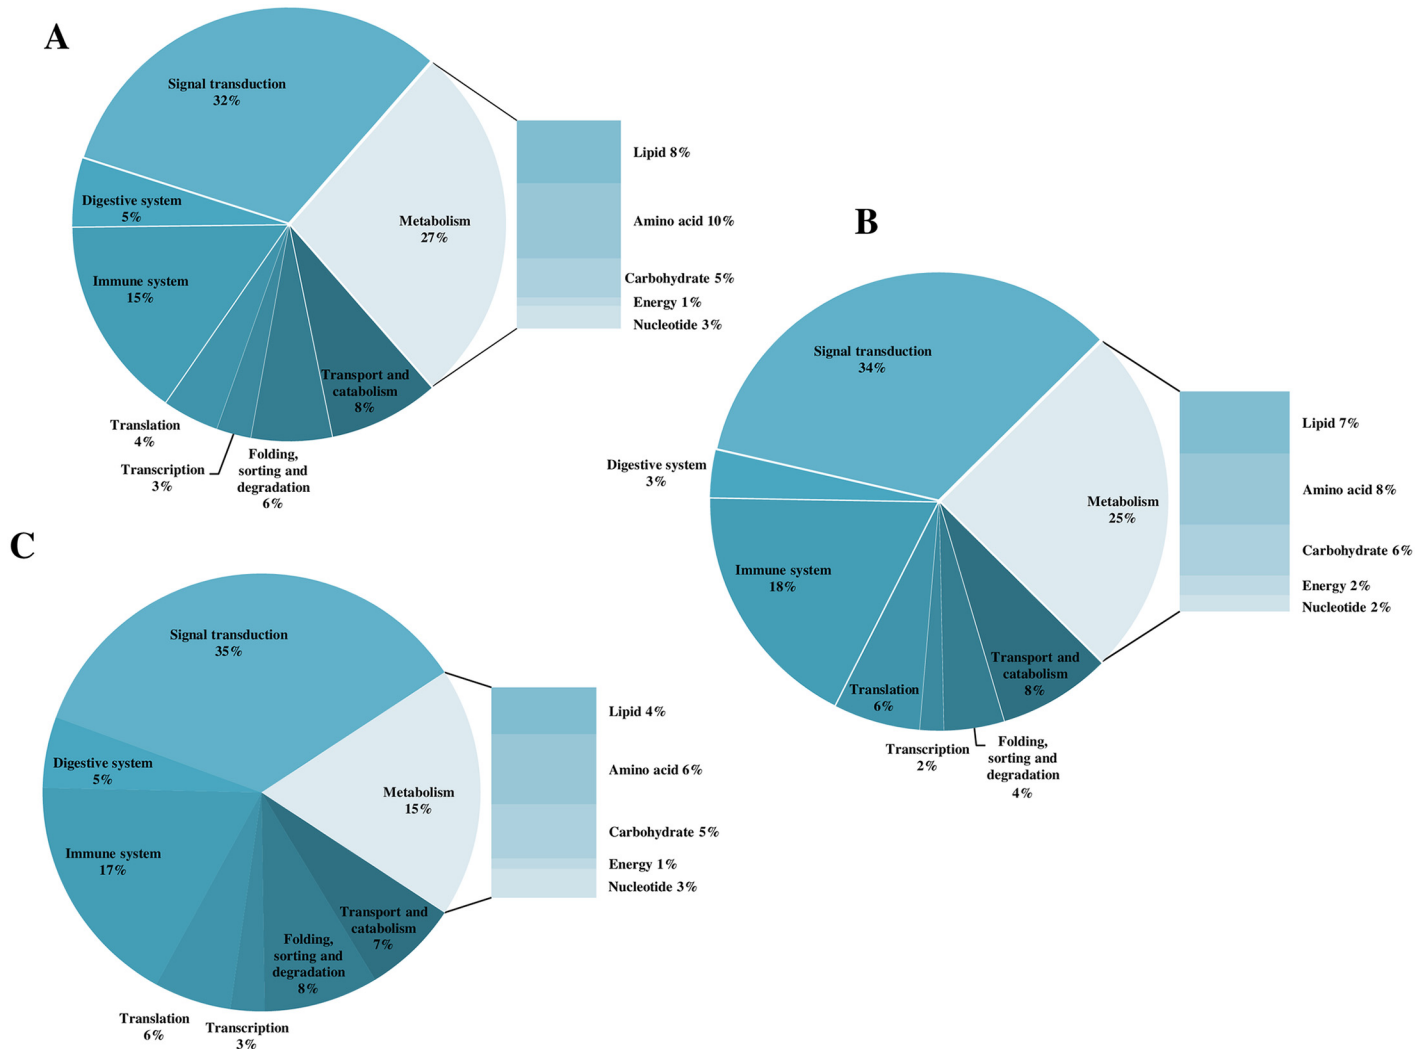 A
Signal transduction
32%
Digestive system
5%
Immune system
15%
Translation
4%
Transcription
3%
Folding,
sorting and
degradation
6%
Transport and
catabolism
8%
Metabolism
27%
Lipid 8%
Amino acid 10%
Carbohydrate 5%
Energy 1%
Nucleotide 3%
B
Signal transduction
34%
Digestive system
3%
Immune system
18%
Translation
6%
Transcription
2%
Folding,
sorting and
degradation
4%
Transport and
catabolism
8%
Metabolism
25%
Lipid 7%
Amino acid 8%
Carbohydrate 6%
Energy 2%
Nucleotide 2%
C
Signal transduction
35%
Digestive system
5%
Immune system
17%
Translation
6%
Transcription
3%
Folding,
sorting and
degradation
8%
Transport and
catabolism
7%
Metabolism
15%
Lipid 4%
Amino acid 6%
Carbohydrate 5%
Energy 1%
Nucleotide 3%